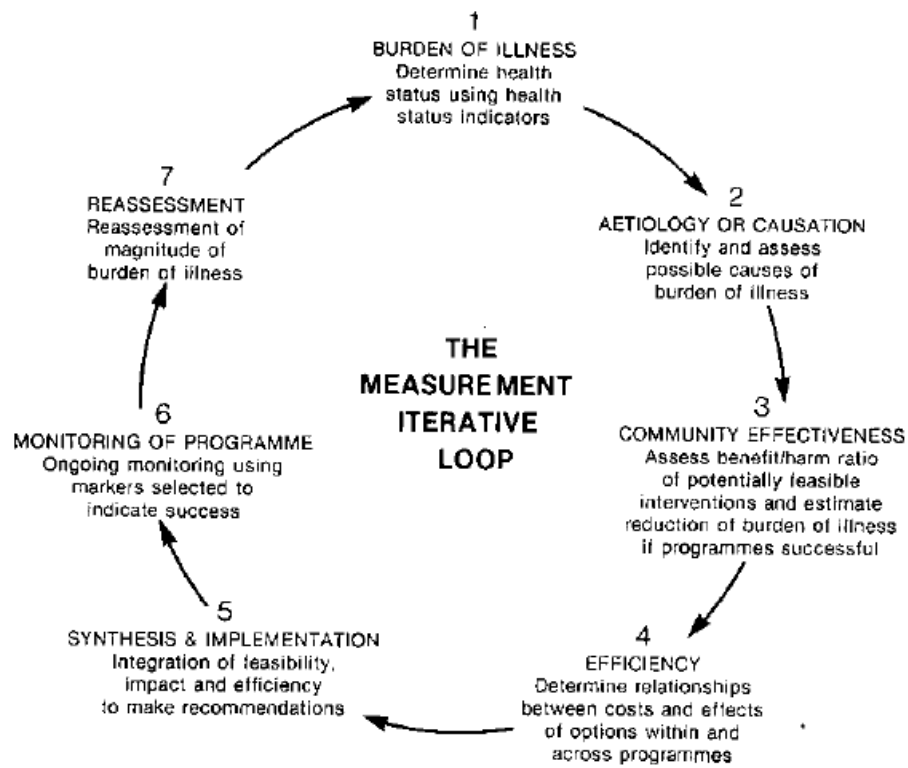 1
BURDEN OF ILLNESS
Determine health
status using health
status indicators
2
AETIOLOGY OR CAUSATION
Identify and assess
possible causes of
burden of illness
3
COMMUNITY EFFECTIVENESS
Assess benefit/harm ratio
of potentially feasible
interventions and estimate
reduction of burden of illness
if programmes successful
4
EFFICIENCY
Determine relationships
between costs and effects
of options within and
across programmes
5
SYNTHESIS & IMPLEMENTATION
Integration of feasibility,
impact and efficiency
to make recommendations
6
MONITORING OF PROGRAMME
Ongoing monitoring using
markers selected to
indicate success
7
REASSESSMENT
Reassessment of
magnitude of
burden of illness
THE
MEASUREMENT
ITERATIVE
LOOP